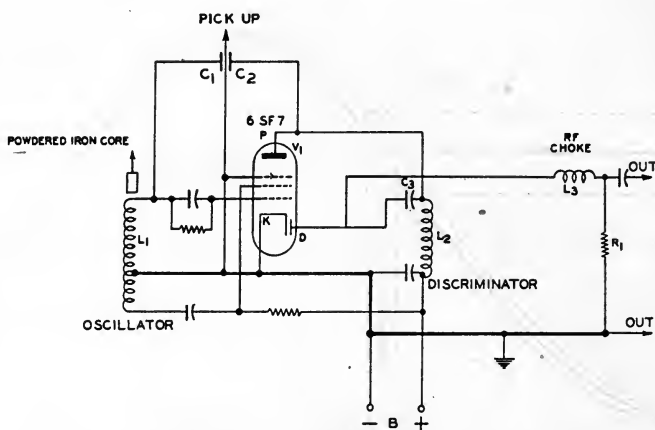 PICK UP
C1 C2
6 SF7
P
V1
POWDERED IRON CORE
RF
CHOKE
OUT
L3
C3
K
D
L1
L2
R1
DISCRIMINATOR
OSCILLATOR
OUT
− B +